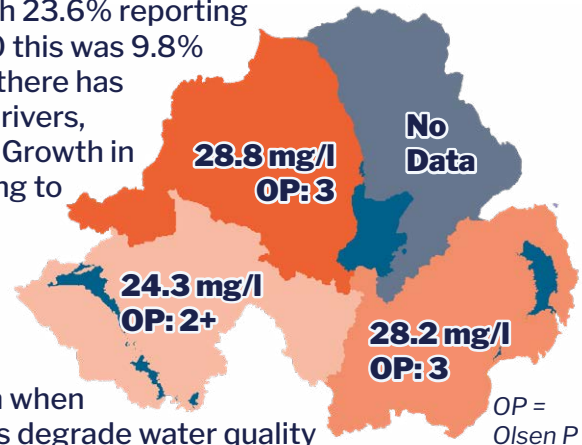 h 23.6% reporting
this was 9.8%
there has
rivers,
Growth in
ng to
No
Data
28.8 mg/l
OP: 3
24.3 mg/l
OP: 2+
28.2 mg/l
OP: 3
when
s degrade water quality
OP =
Olsen P